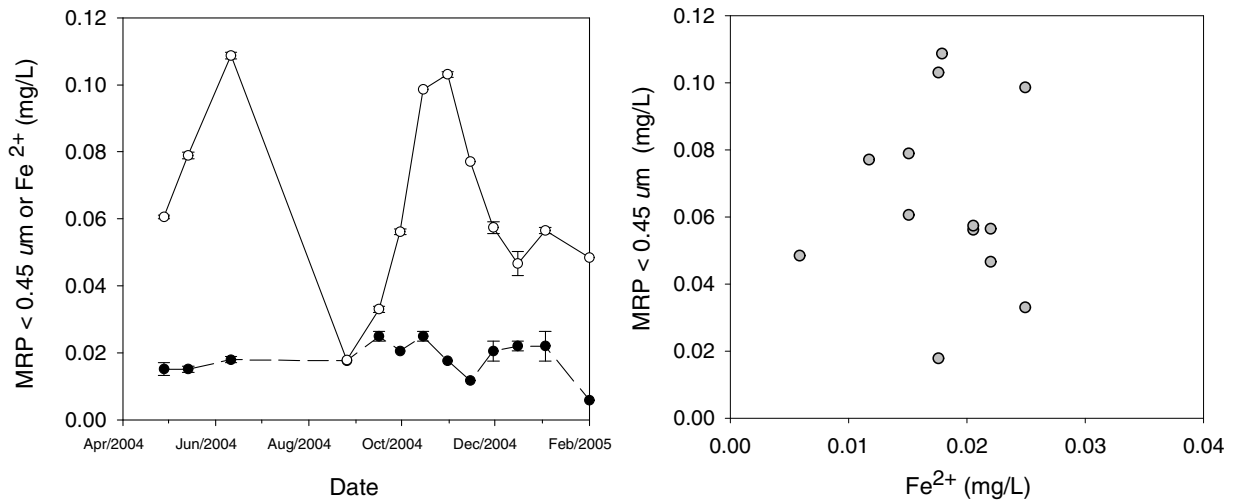 MRP < 0.45 um or Fe 2+ (mg/L)
0.12
0.10
0.08
0.06
0.04
0.02
0.00
Apr/2004 Jun/2004 Aug/2004 Oct/2004 Dec/2004 Feb/2005
Date
MRP < 0.45 um (mg/L)
0.12
0.10
0.08
0.06
0.04
0.02
0.00
0.00 0.01 0.02 0.03 0.04
Fe2+ (mg/L)